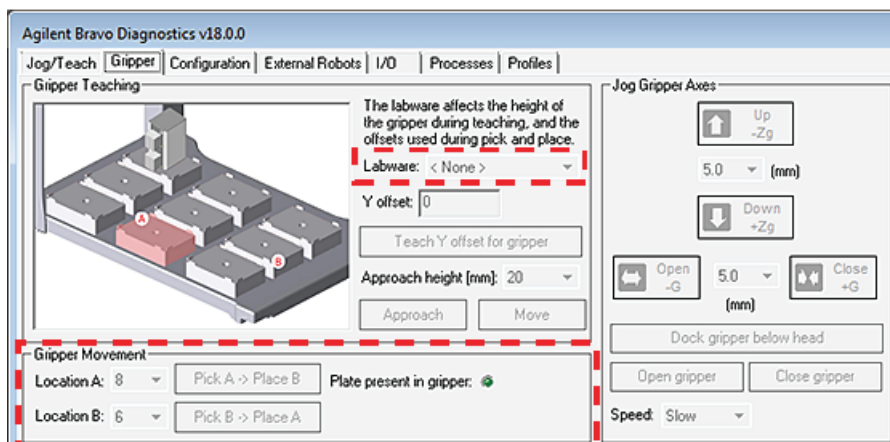 Agilent Bravo Diagnostics v18.0.0
Jog/Teach
Gripper
Configuration
External Robots
I/O
Processes
Profiles
Gripper Teaching
A
B
The labware affects the height of
the gripper during teaching, and the
offsets used during pick and place.
Labware: < None >
Y offset: 0
Teach Y offset for gripper
Approach height (mm): 20
Approach
Move
Gripper Movement
Location A: 8
Pick A -> Place B
Plate present in gripper:
Location B: 6
Pick B -> Place A
Jog Gripper Axes
Up
-Zg
5.0 (mm)
Down
+Zg
Open
-G
5.0
(mm)
Close
+G
Dock gripper below head
Open gripper
Close gripper
Speed: Slow